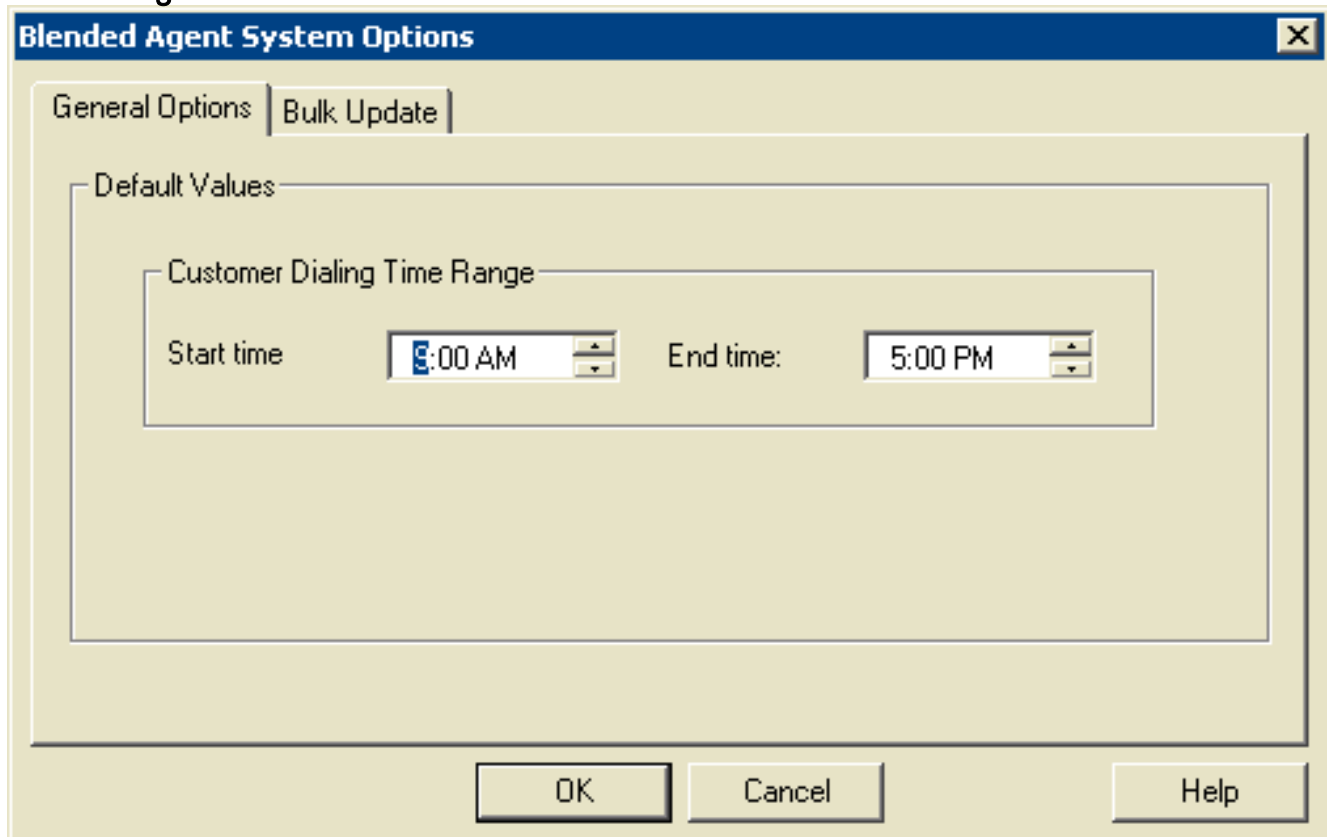 Blended Agent System Options
General Options Bulk Update
Default Values
Customer Dialing Time Range
Start time 9:00 AM End time: 5:00 PM
OK Cancel Help